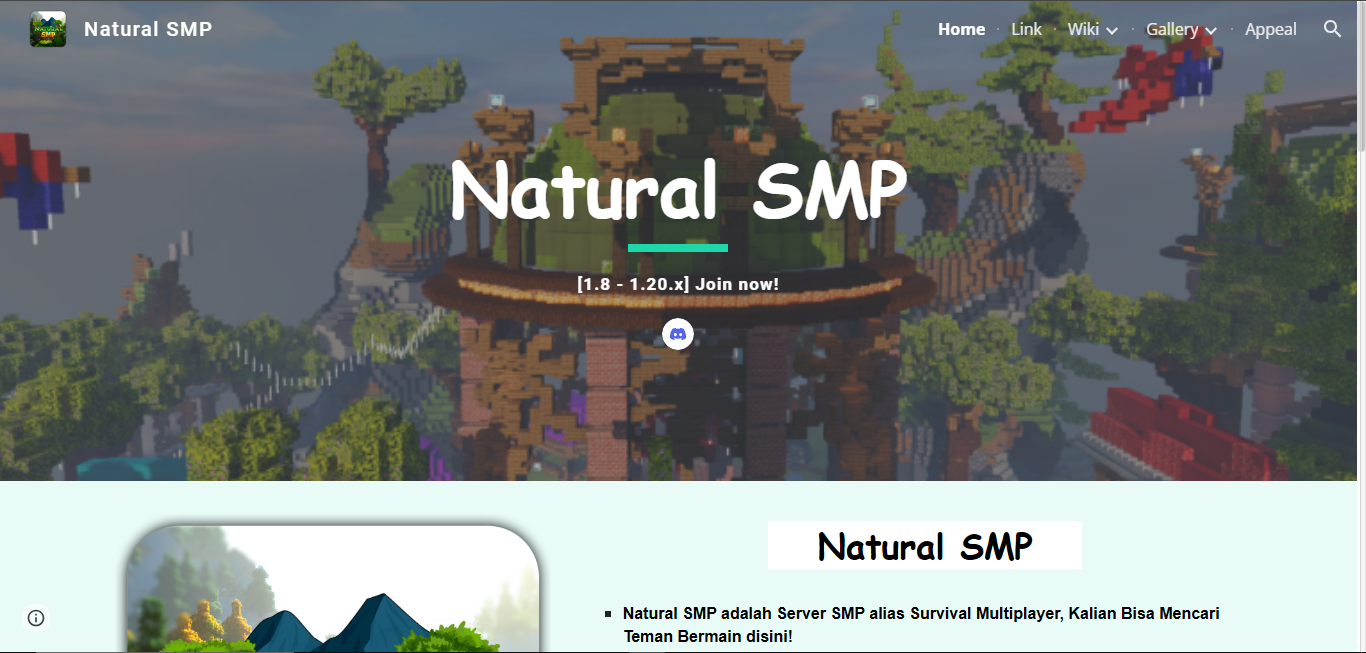 Natural SMP
Home · Link · Wiki · Gallery · Appeal
Natural SMP
[1.8 - 1.20.x] Join now!
Natural SMP
Natural SMP adalah Server SMP alias Survival Multiplayer, Kalian Bisa Mencari
Teman Bermain disini!